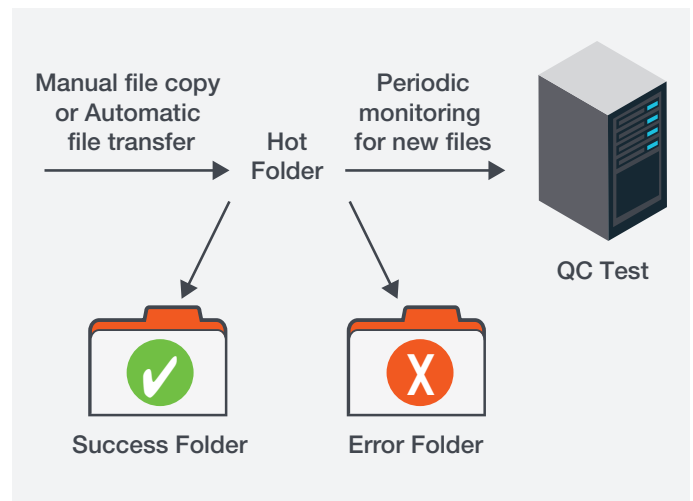 Manual file copy
or Automatic
file transfer
Hot
Folder
Periodic
monitoring
for new files
QC Test
X
Success Folder
Error Folder